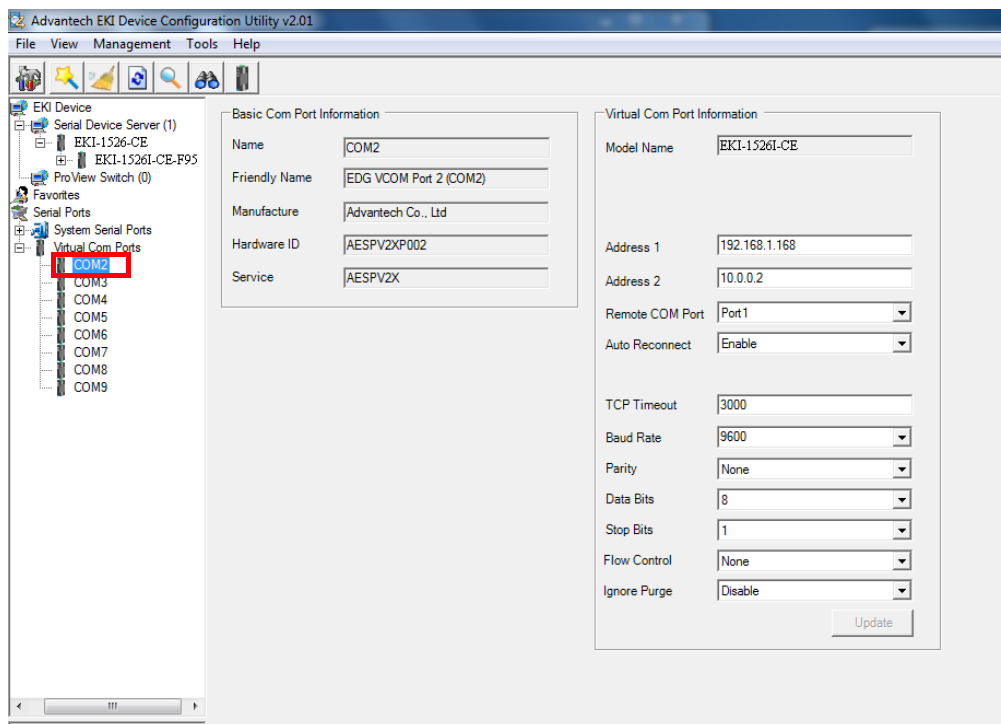 Advantech EKI Device Configuration Utility v2.01
File View Management Tools Help
EKI Device
Serial Device Server (1)
EKI-1526-CE
EKI-1526I-CE-F95
ProView Switch (0)
Favorites
Serial Ports
System Serial Ports
Virtual Com Ports
COM2
COM3
COM4
COM5
COM6
COM7
COM8
COM9
Basic Com Port Information
Name COM2
Friendly Name EDG VCOM Port 2 (COM2)
Manufacture Advantech Co., Ltd
Hardware ID AESPV2XP002
Service AESPV2X
Virtual Com Port Information
Model Name EKI-1526I-CE
Address 1 192.168.1.168
Address 2 10.0.0.2
Remote COM Port Port1
Auto Reconnect Enable
TCP Timeout 3000
Baud Rate 9600
Parity None
Data Bits 8
Stop Bits 1
Flow Control None
Ignore Purge Disable
Update